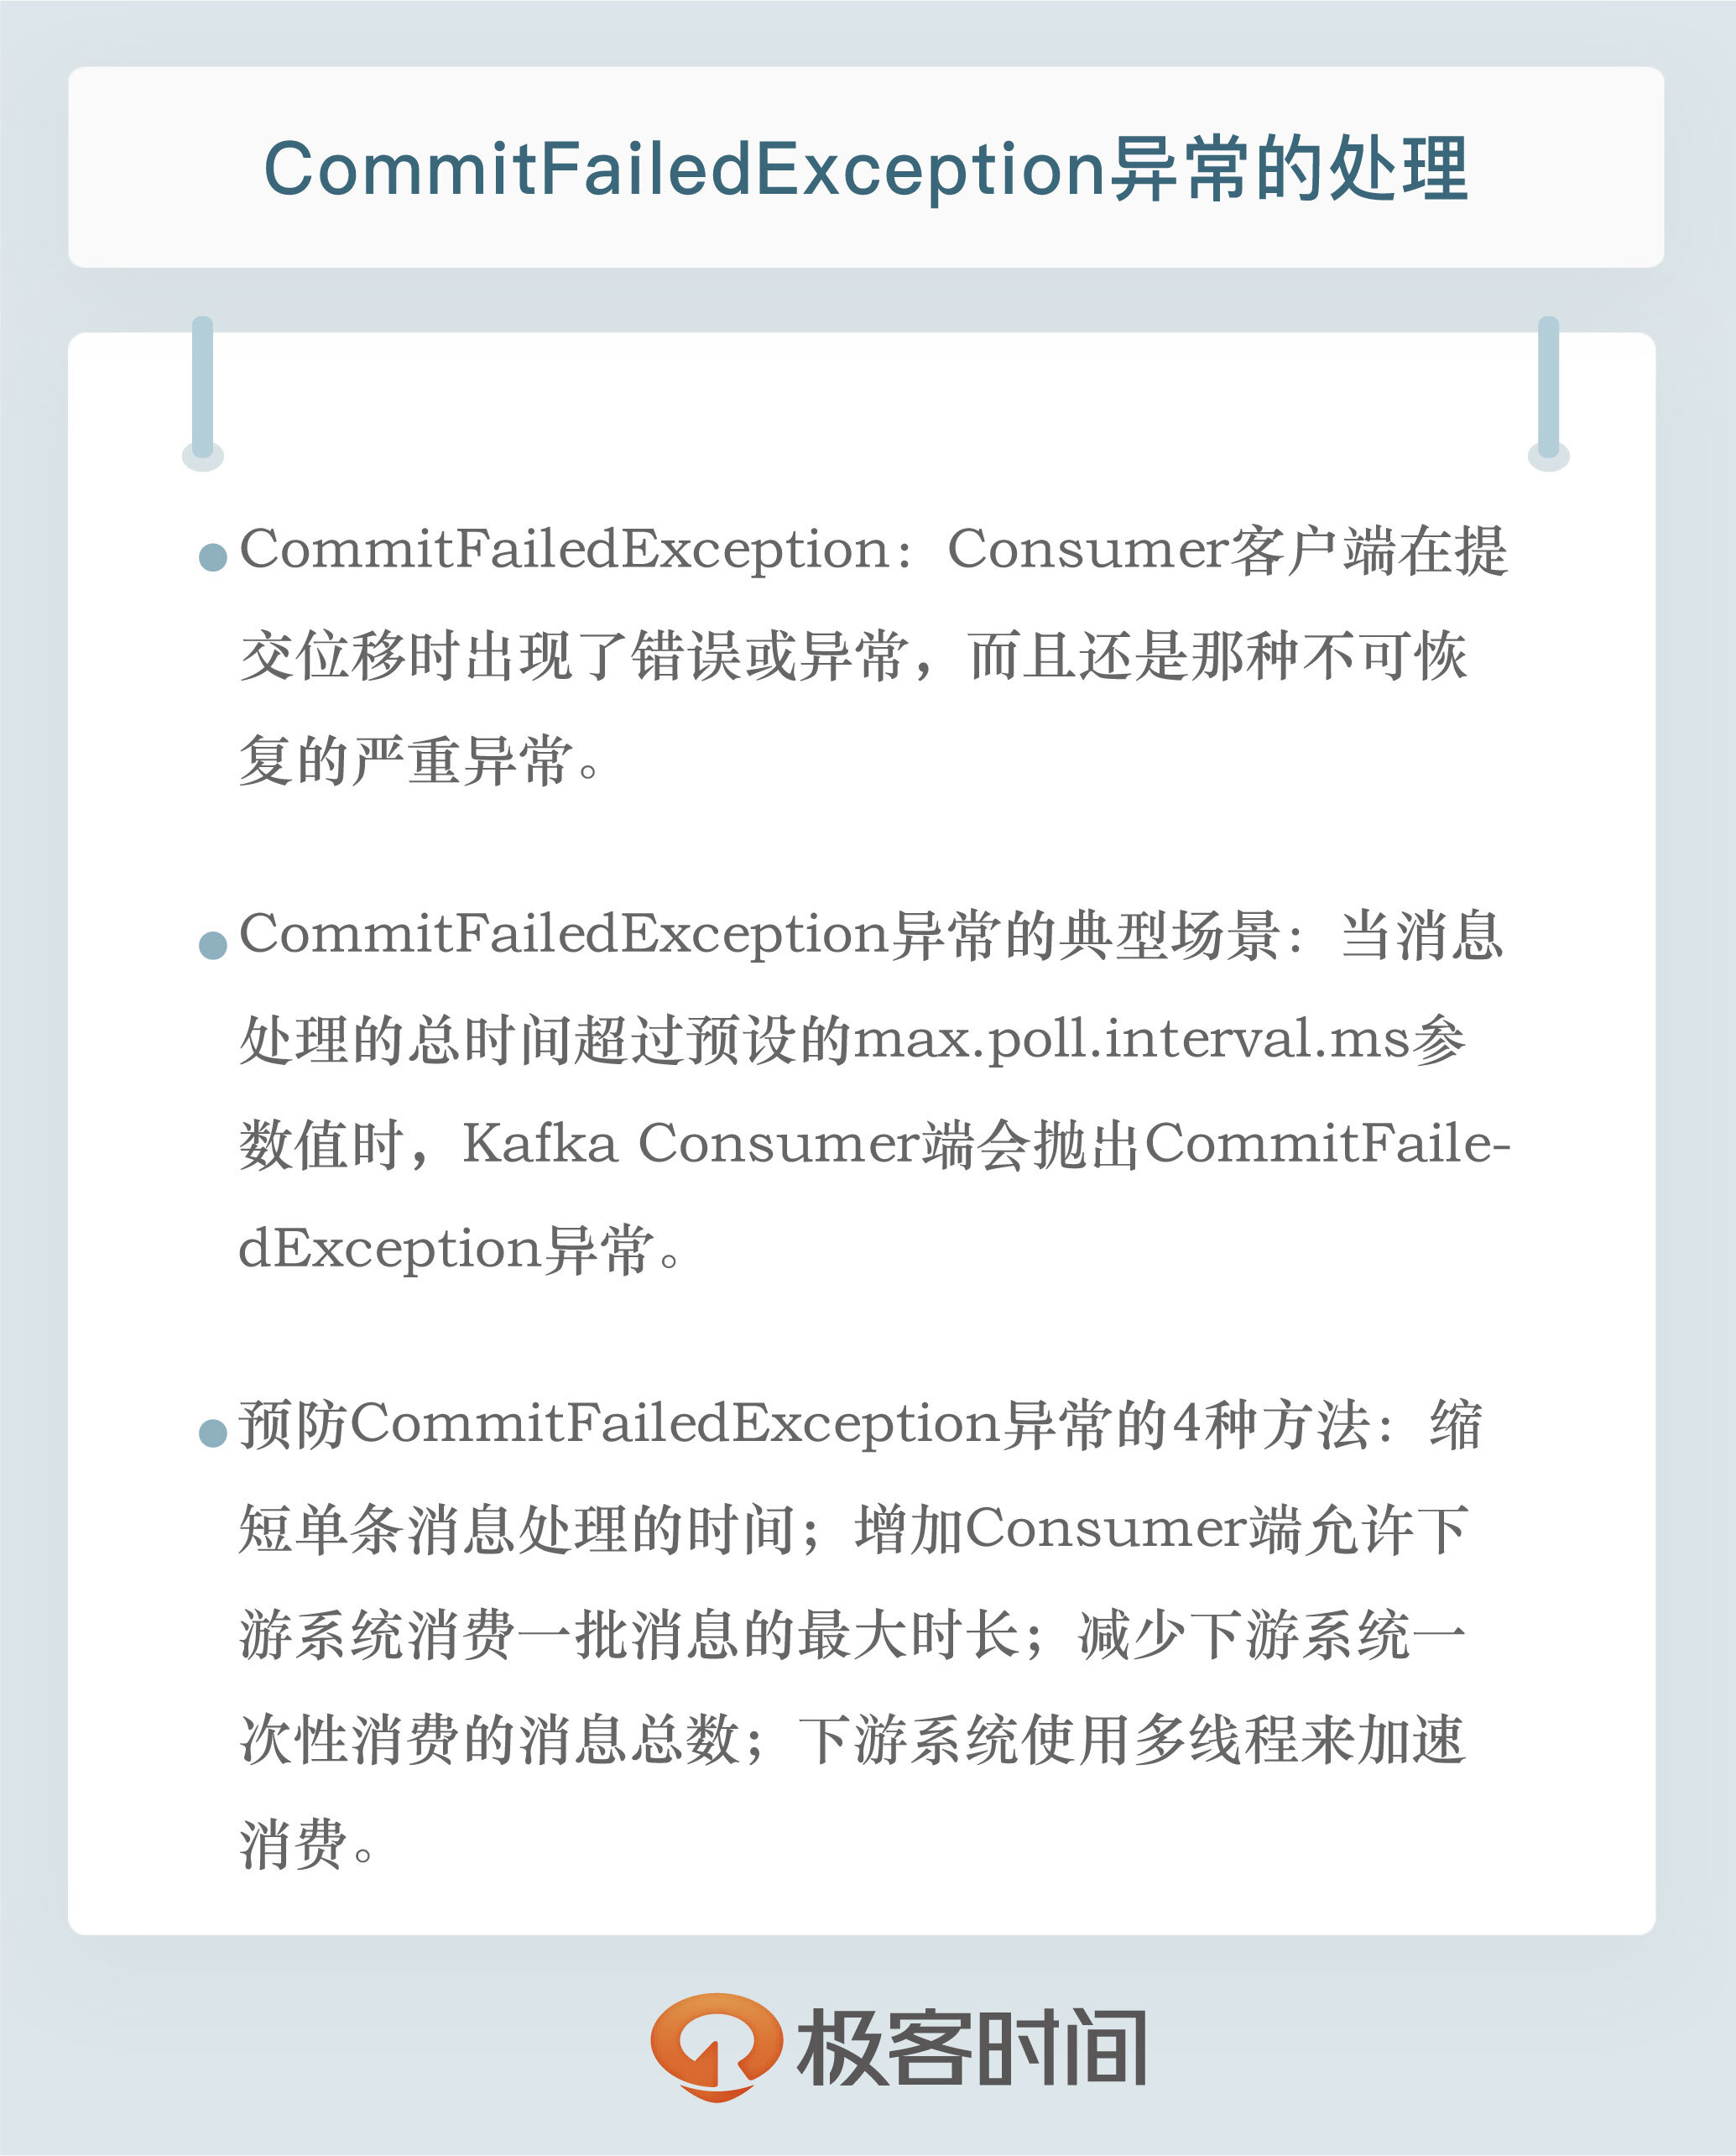 CommitFailedException异常的处理
CommitFailedException：Consumer客户端在提
交位移时出现了错误或异常，而且还是那种不可恢
复的严重异常。
CommitFailedException异常的典型场景：当消息
处理的总时间超过预设的max.poll.interval.ms参
数值时，Kafka Consumer端会抛出CommitFaile-
dException异常。
预防CommitFailedException异常的4种方法：缩
短单条消息处理的时间；增加Consumer端允许下
游系统消费一批消息的最大时长；减少下游系统一
次性消费的消息总数；下游系统使用多线程来加速
消费。
极客时间